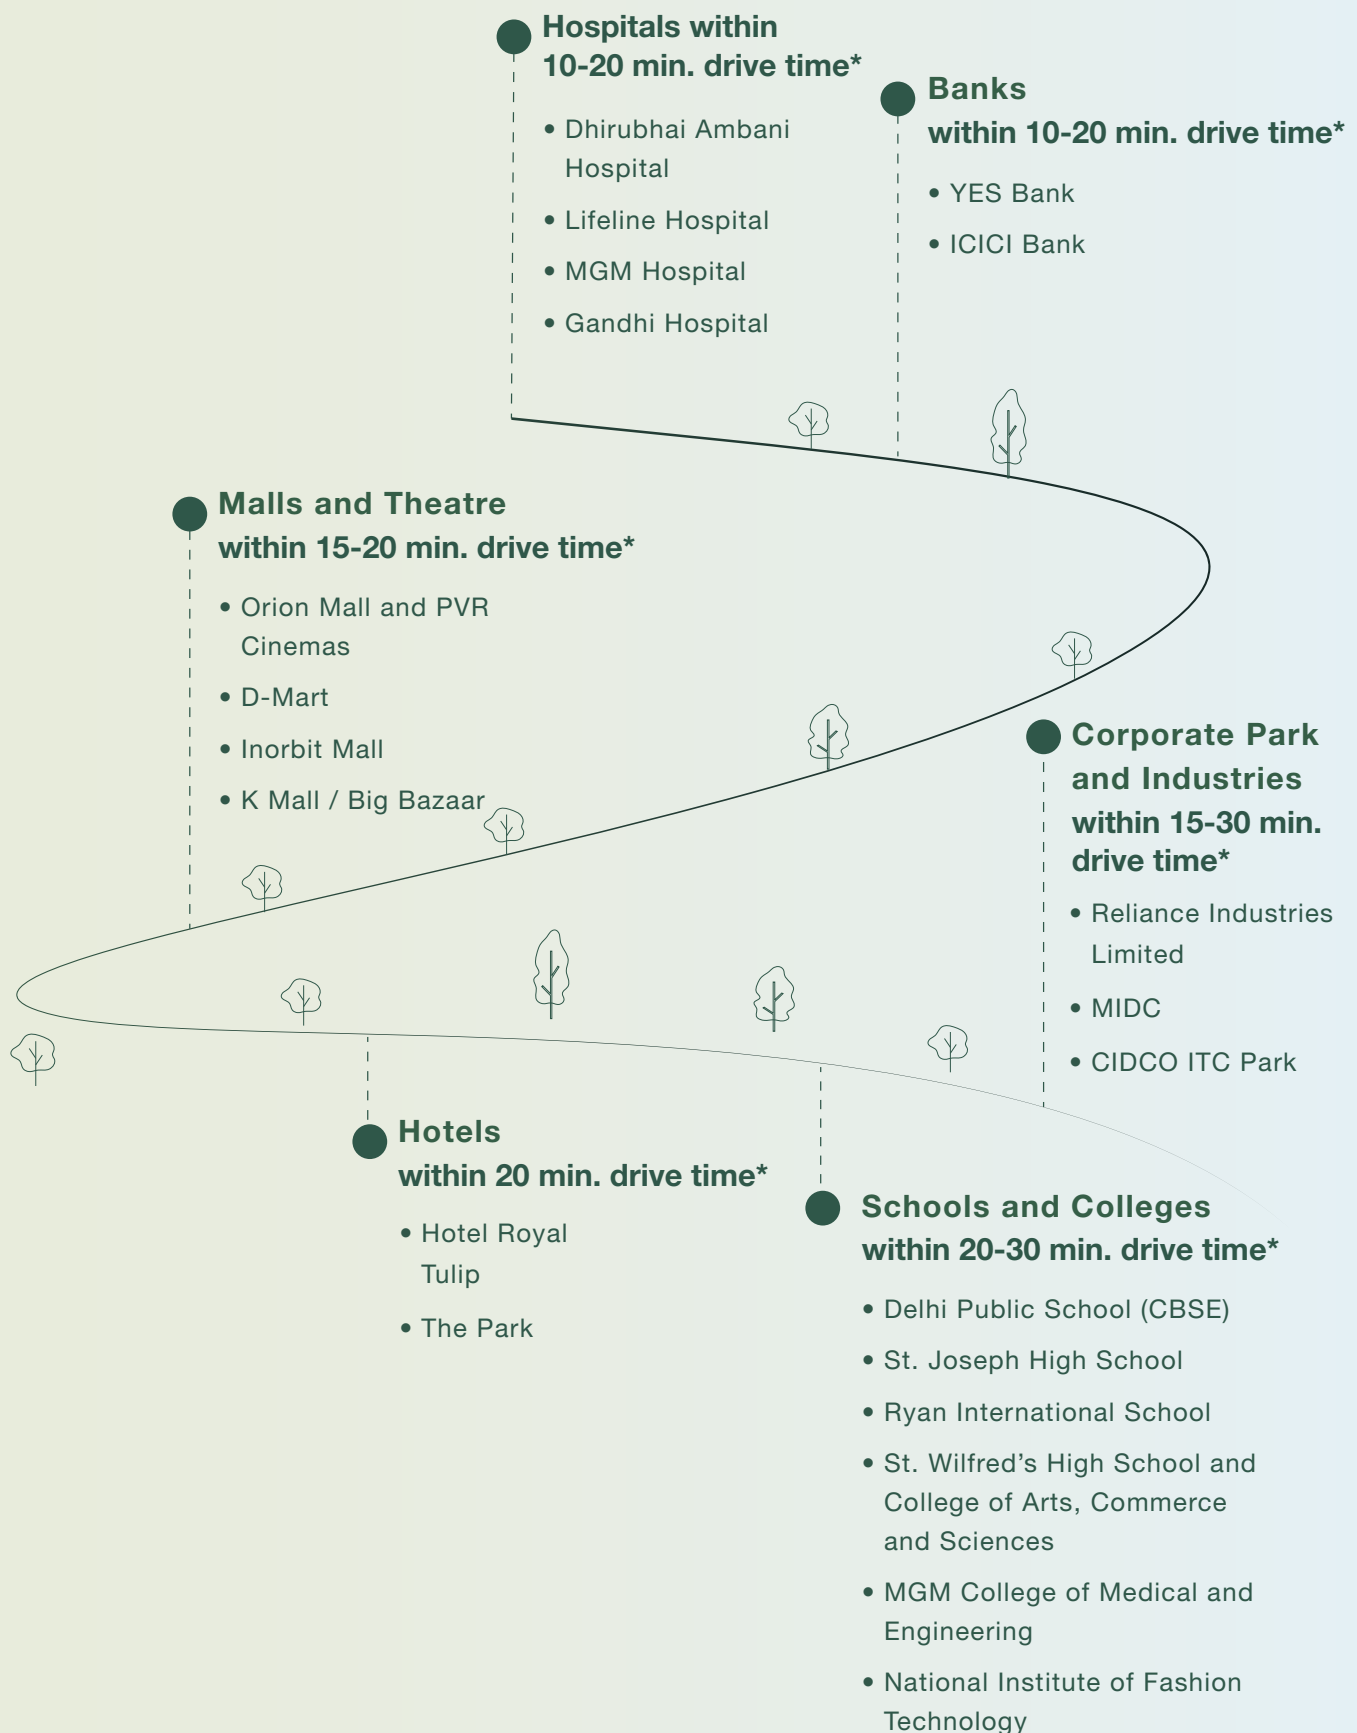 Hospitals within
10-20 min. drive time*
• Dhirubhai Ambani
Hospital
• Lifeline Hospital
• MGM Hospital
• Gandhi Hospital
Banks
within 10-20 min. drive time*
• YES Bank
• ICICI Bank
Malls and Theatre
within 15-20 min. drive time*
• Orion Mall and PVR
Cinemas
• D-Mart
• Inorbit Mall
• K Mall / Big Bazaar
Corporate Park
and Industries
within 15-30 min.
drive time*
• Reliance Industries
Limited
• MIDC
• CIDCO ITC Park
Hotels
within 20 min. drive time*
• Hotel Royal
Tulip
• The Park
Schools and Colleges
within 20-30 min. drive time*
• Delhi Public School (CBSE)
• St. Joseph High School
• Ryan International School
• St. Wilfred’s High School and
College of Arts, Commerce
and Sciences
• MGM College of Medical and
Engineering
• National Institute of Fashion
Technology